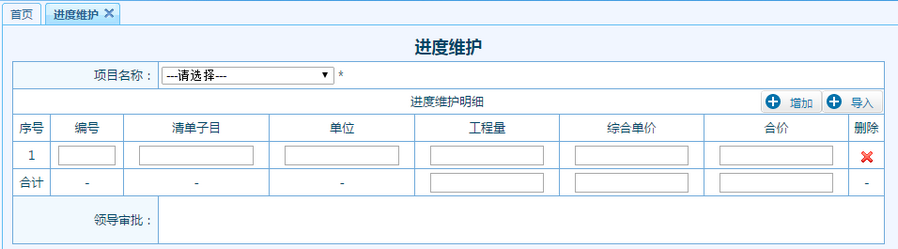 首页 进度维护
进度维护
项目名称： ---请选择--- *
进度维护明细 增加 导入
序号 编号 清单子目 单位 工程量 综合单价 合价 删除
1
合计 - - - -
领导审批：